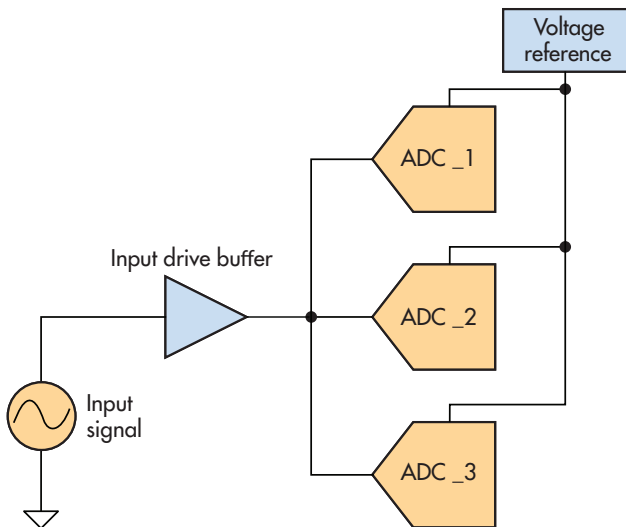 Voltage
reference
ADC _1
Input drive buffer
ADC _2
Input
signal
ADC _3